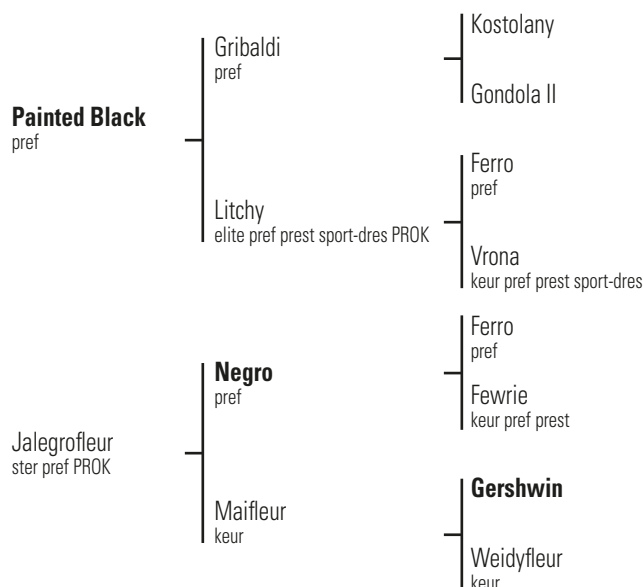 Kostolany
Gribaldi
pref
Gondola II
Painted Black
pref
Ferro
pref
Litchy
elite pref prest sport-dres PROK
Vrona
keur pref prest sport-dres
Ferro
pref
Negro
pref
Fewrie
keur pref prest
Jalegrofleur
ster pref PROK
Gershwin
Maifleur
keur
Weidyfleur
keur